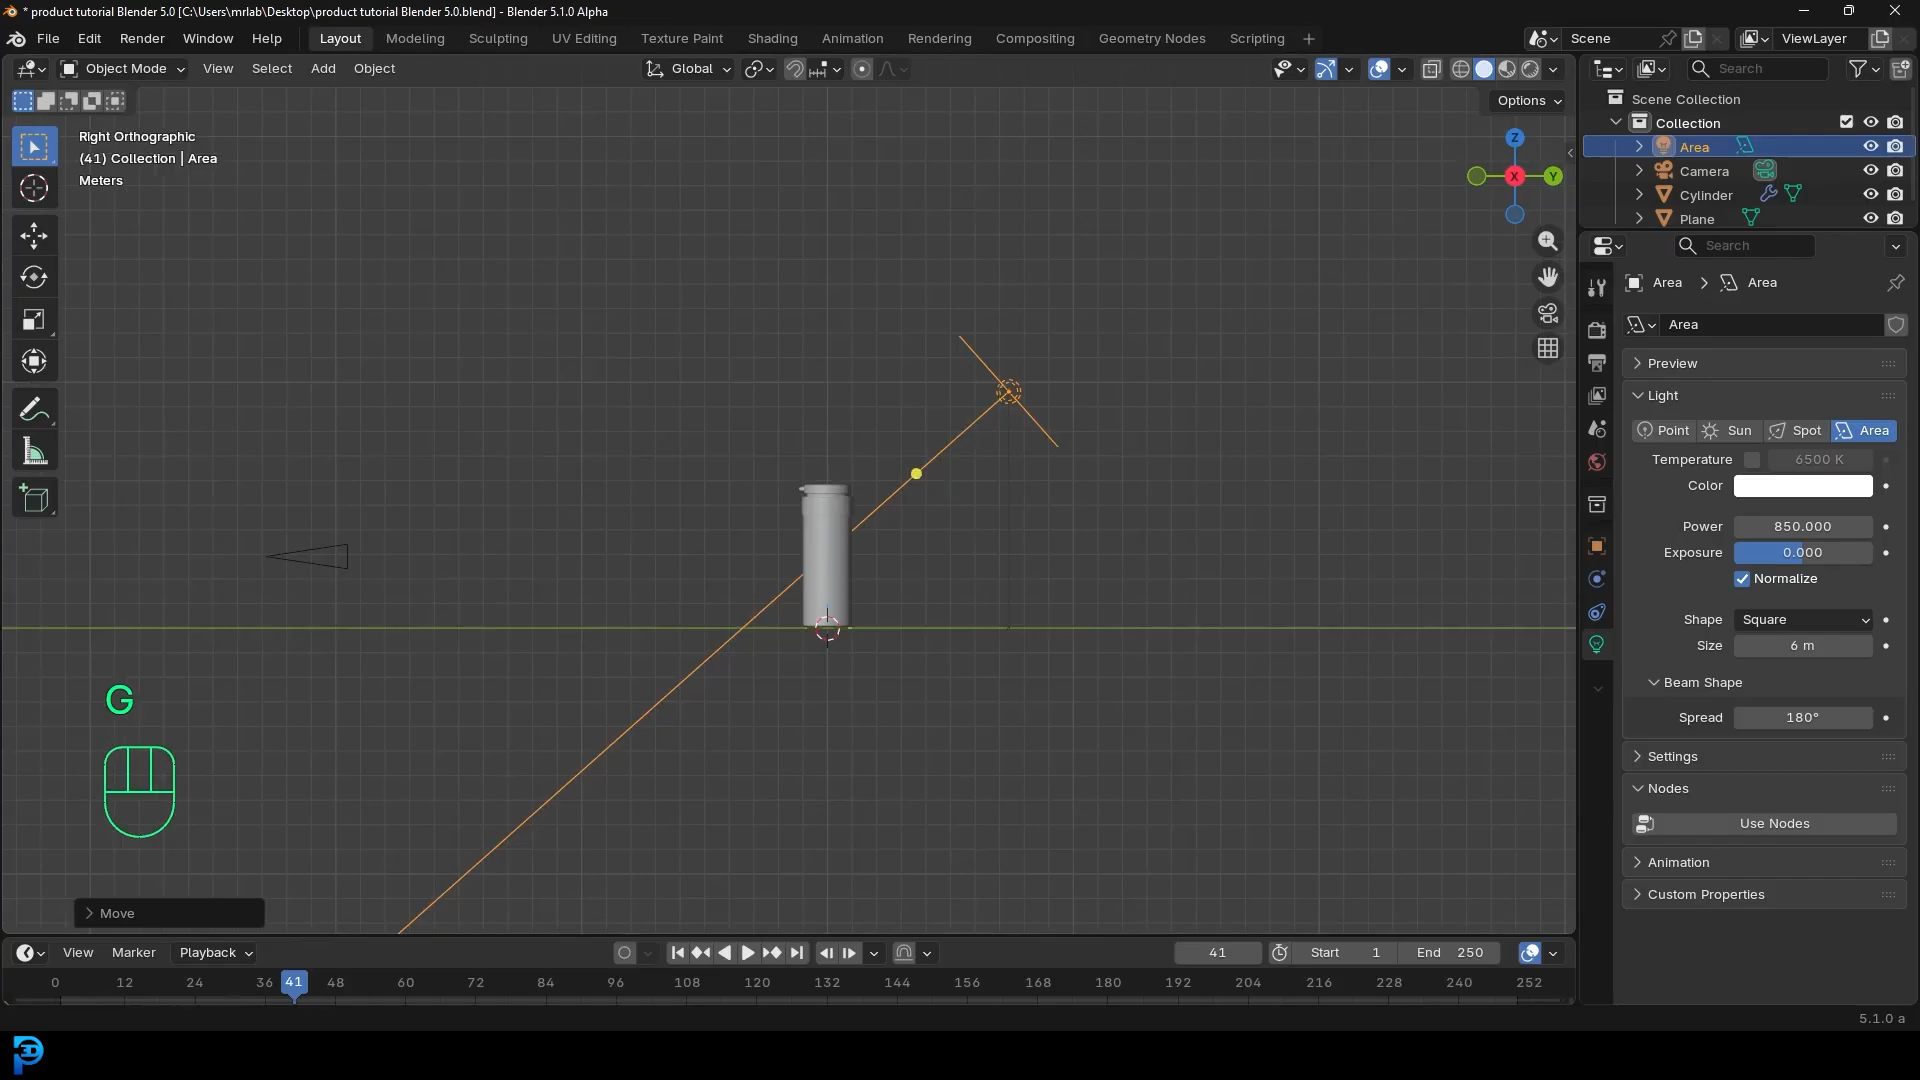 * product tutorial Blender 5.0 [C:\Users\mrlab\Desktop\product tutorial Blender 5.0.blend] - Blender 5.1.0 Alpha
File Edit Render Window Help Layout Modeling Sculpting UV Editing Texture Paint Shading Animation Rendering Compositing Geometry Nodes Scripting + Scene ViewLayer
Object Mode View Select Add Object Global Search
Options
Scene Collection
Collection
Area
Camera
Cylinder
Plane
Right Orthographic
(41) Collection | Area
Meters
Z
X
Y
Search
Area > Area
Area
Preview
Light
Point Sun Spot Area
Temperature 6500 K
Color
Power 850.000
Exposure 0.000
Normalize
Shape Square
Size 6 m
Beam Shape
Spread 180°
Settings
Nodes
Use Nodes
Animation
Custom Properties
G
Move
View Marker Playback 41 Start 1 End 250
0 12 24 36 41 48 60 72 84 96 108 120 132 144 156 168 180 192 204 216 228 240 252
5.1.0 a